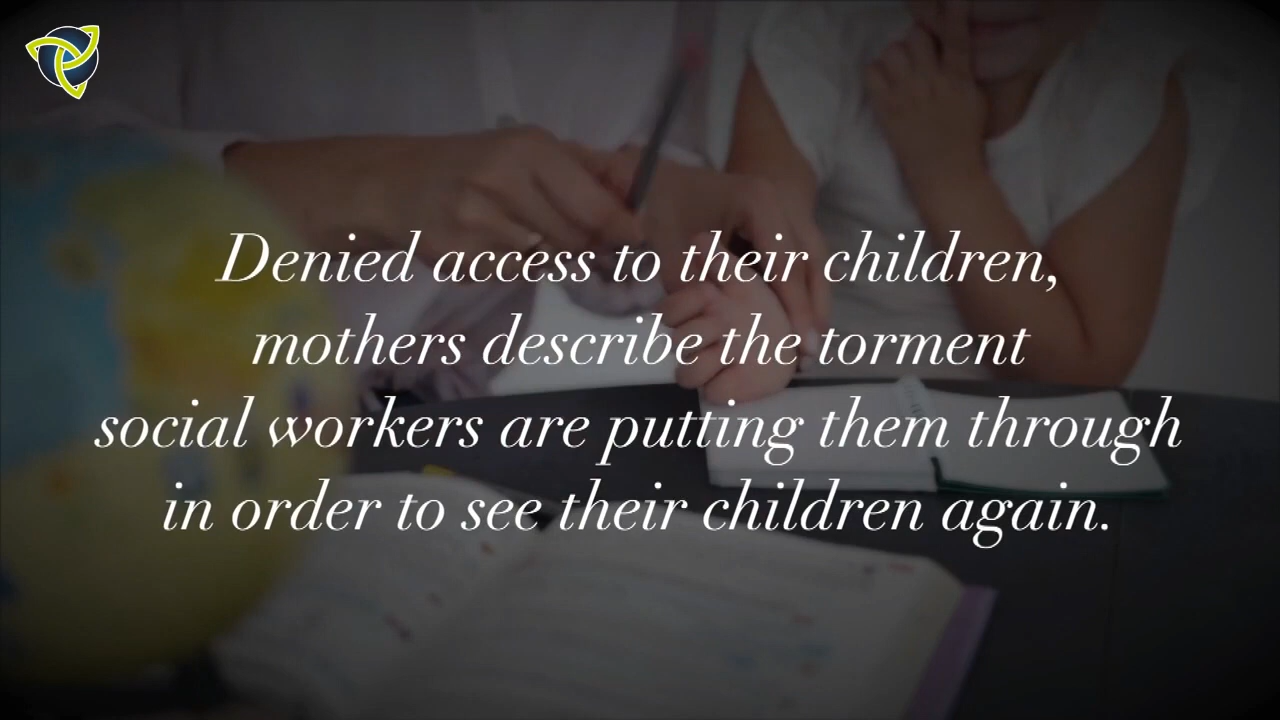 Denied access to their children,
mothers describe the torment
social workers are putting them through
in order to see their children again.